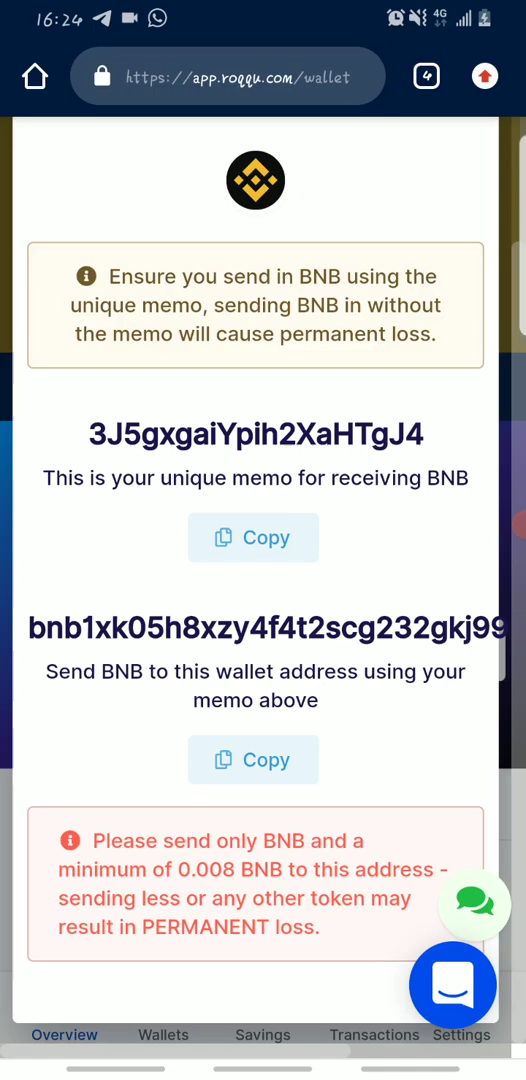 16:24
4G
https://app.roqqu.com/wallet
4
Ensure you send in BNB using the
unique memo, sending BNB in without
the memo will cause permanent loss.
3J5gxgaiYpih2XaHTgJ4
This is your unique memo for receiving BNB
Copy
bnb1xk05h8xzy4f4t2scg232gkj99
Send BNB to this wallet address using your
memo above
Copy
Please send only BNB and a
minimum of 0.008 BNB to this address -
sending less or any other token may
result in PERMANENT loss.
Overview Wallets Savings Transactions Settings